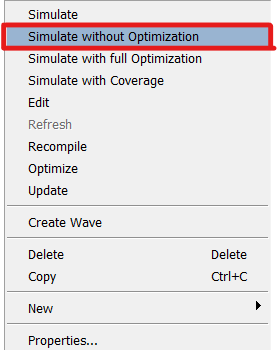 Simulate
Simulate without Optimization
Simulate with full Optimization
Simulate with Coverage
Edit
Refresh
Recompile
Optimize
Update
Create Wave
Delete Delete
Copy Ctrl+C
New
Properties...